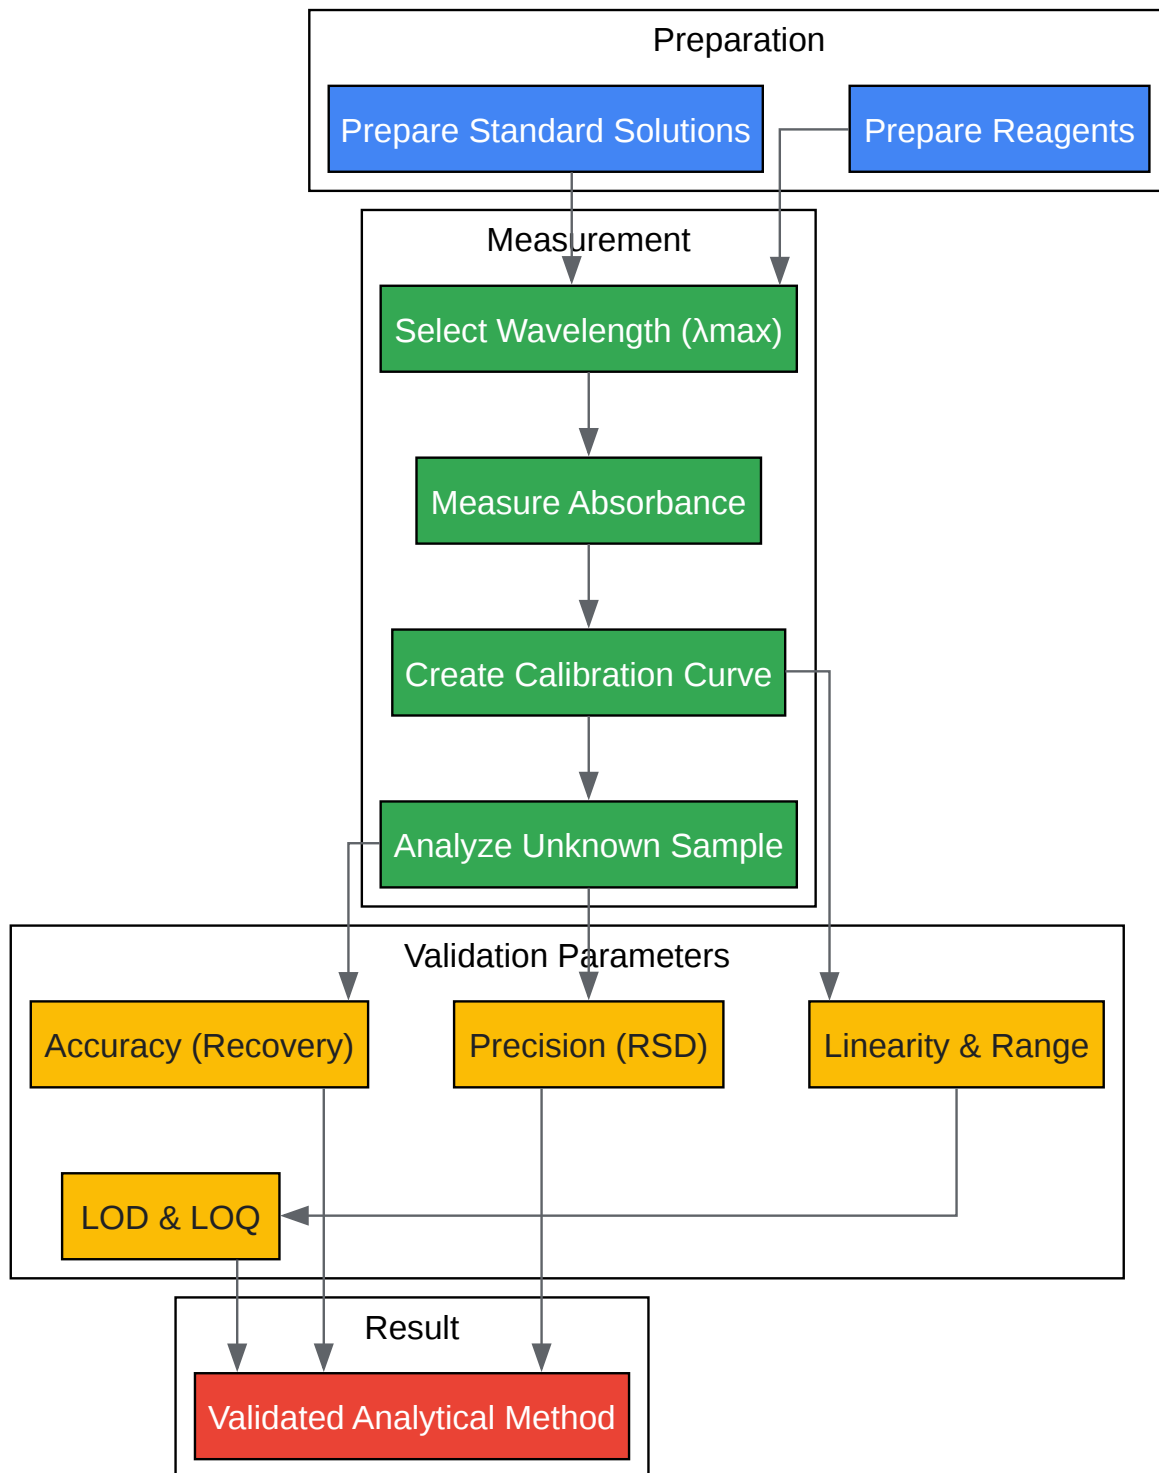 Preparation
Prepare Standard Solutions
Prepare Reagents
Measurement
Select Wavelength (λmax)
Measure Absorbance
Create Calibration Curve
Analyze Unknown Sample
Validation Parameters
Accuracy (Recovery)
Precision (RSD)
Linearity & Range
LOD & LOQ
Result
Validated Analytical Method